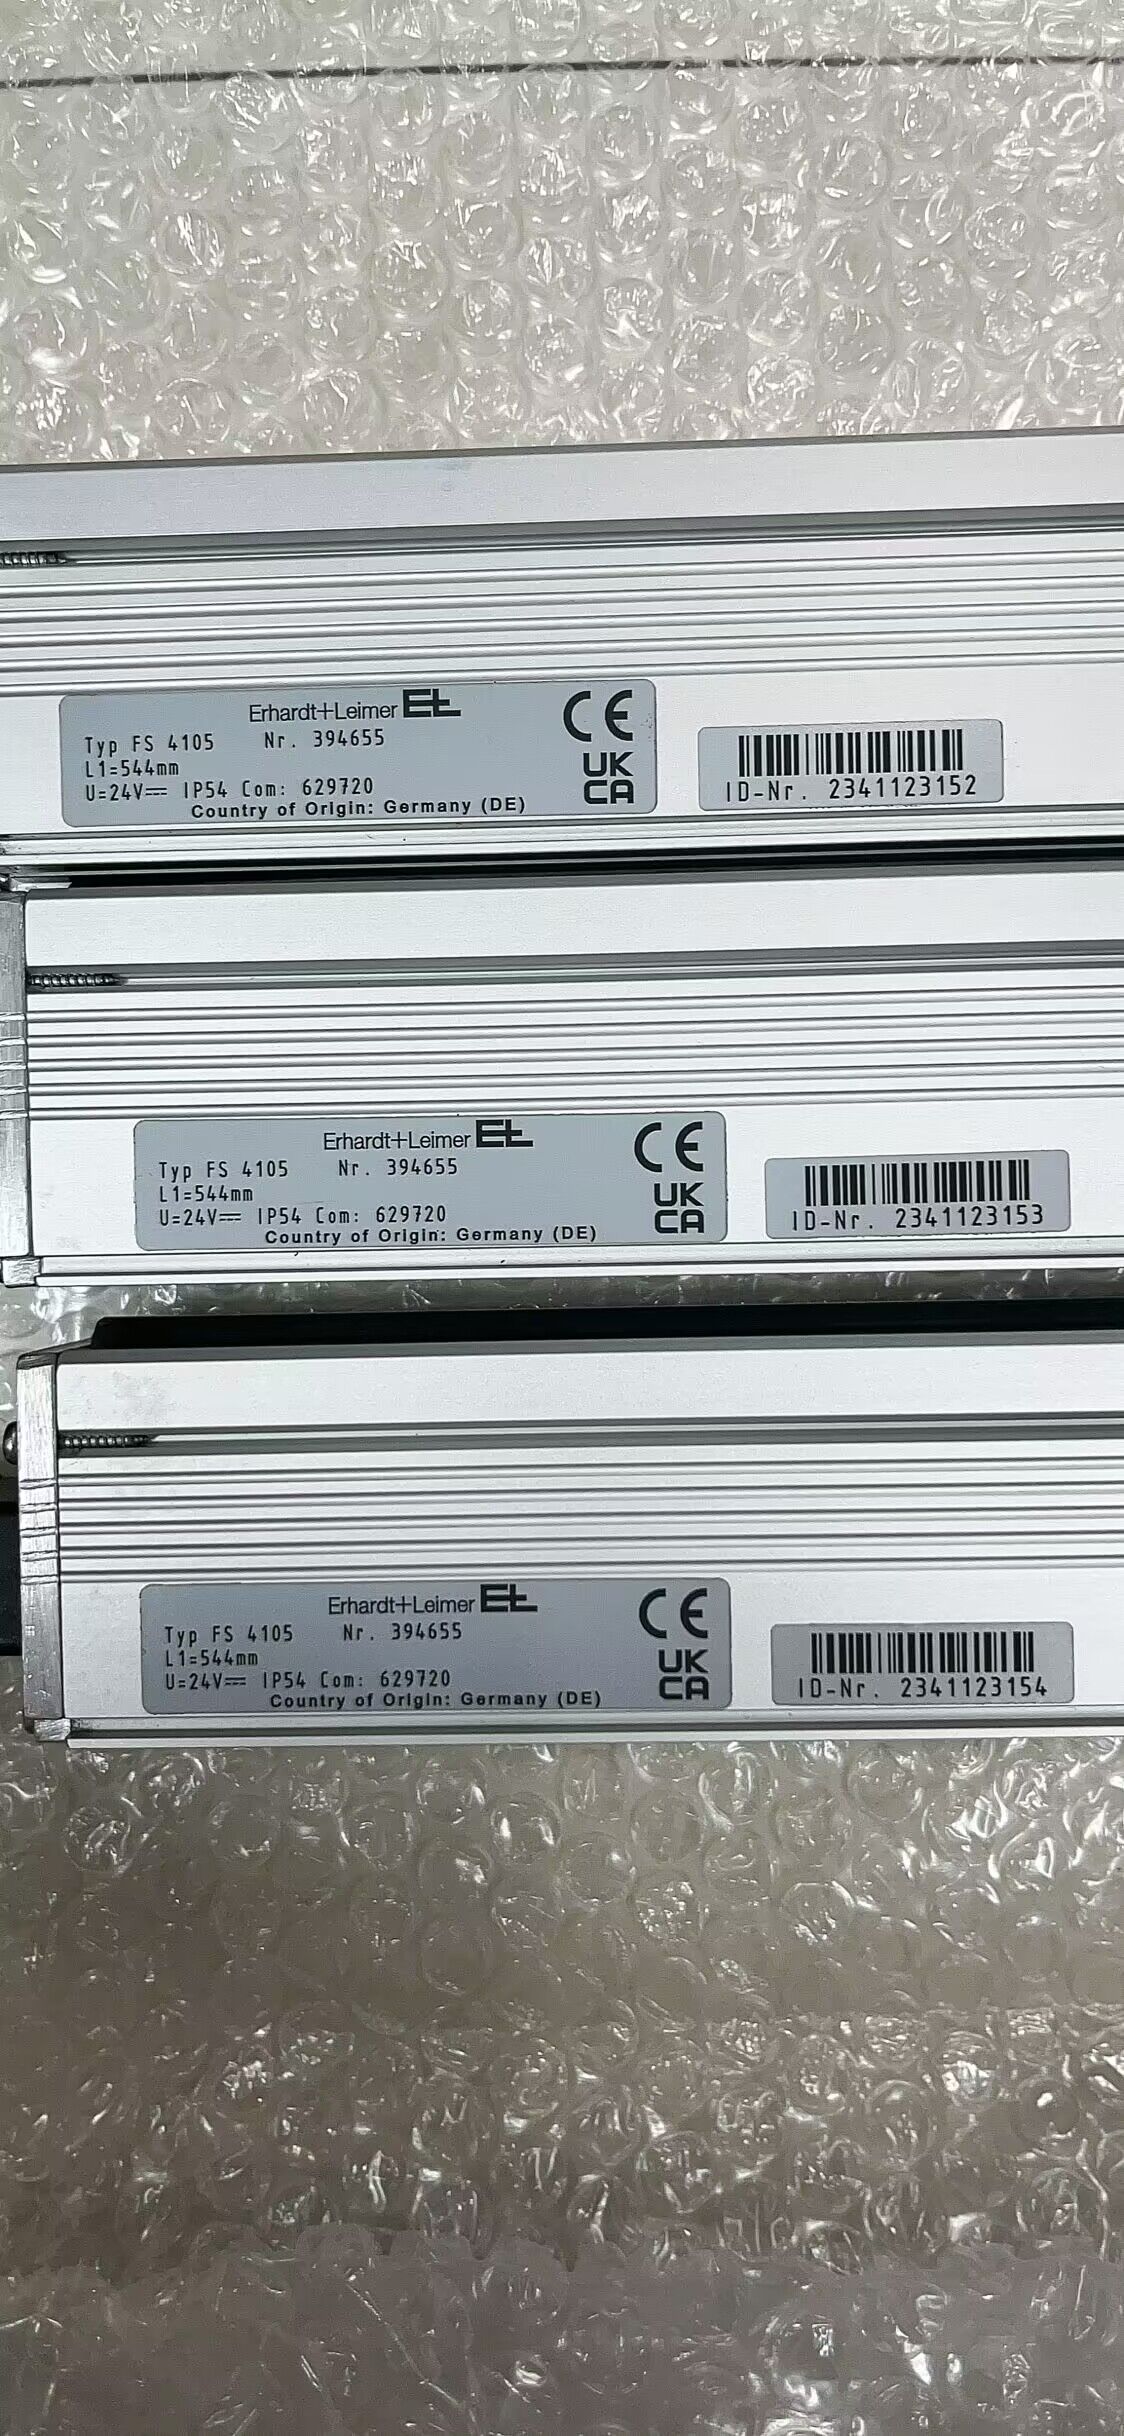 Erhardt+Leimer EL CE
Typ FS 4105 Nr. 394655
L1=544mm
U=24V⎓ IP54 Com: 629720
Country of Origin: Germany (DE)
UK
CA
ID-Nr. 2341123152
Erhardt+Leimer EL CE
Typ FS 4105 Nr. 394655
L1=544mm
U=24V⎓ IP54 Com: 629720
Country of Origin: Germany (DE)
UK
CA
ID-Nr. 2341123153
Erhardt+Leimer EL CE
Typ FS 4105 Nr. 394655
L1=544mm
U=24V⎓ IP54 Com: 629720
Country of Origin: Germany (DE)
UK
CA
ID-Nr. 2341123154